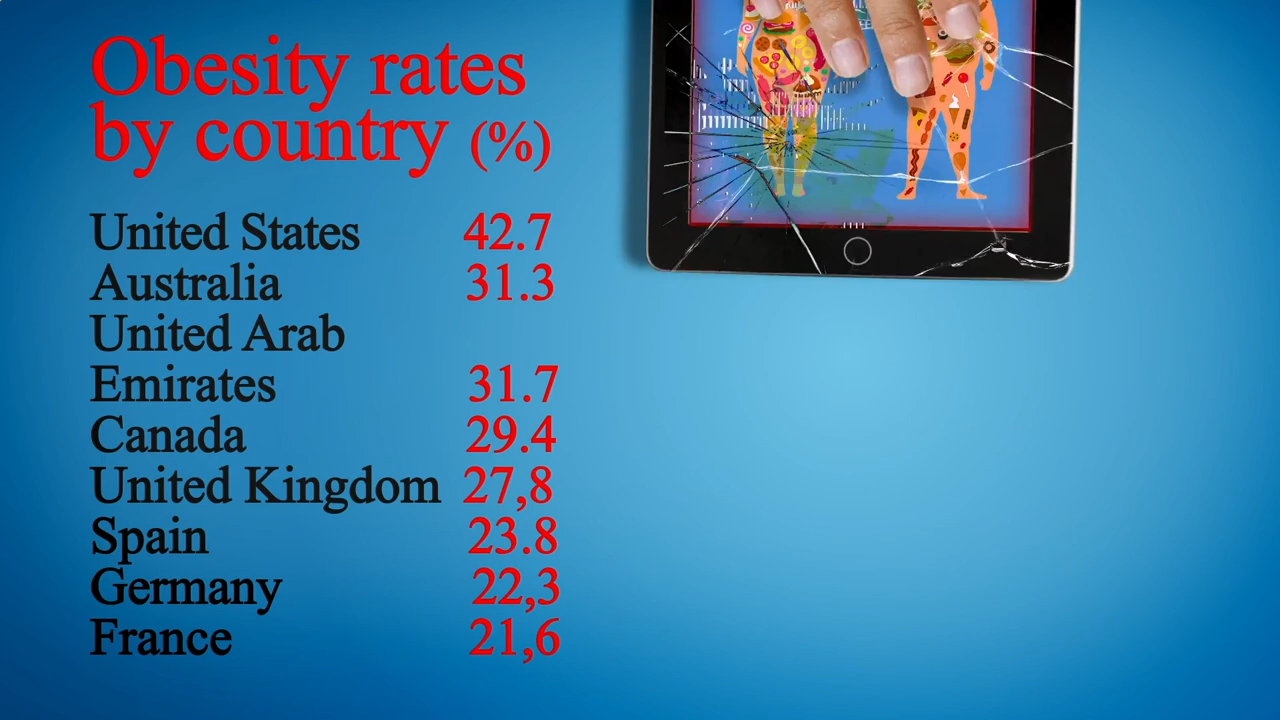 Obesity rates
by country (%)
United States 42.7
Australia 31.3
United Arab
Emirates 31.7
Canada 29.4
United Kingdom 27,8
Spain 23.8
Germany 22,3
France 21,6